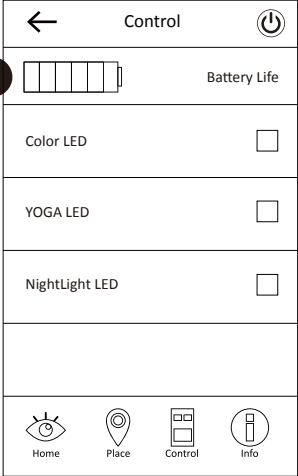 Control
Battery Life
Color LED
YOGA LED
NightLight LED
Home Place Control Info